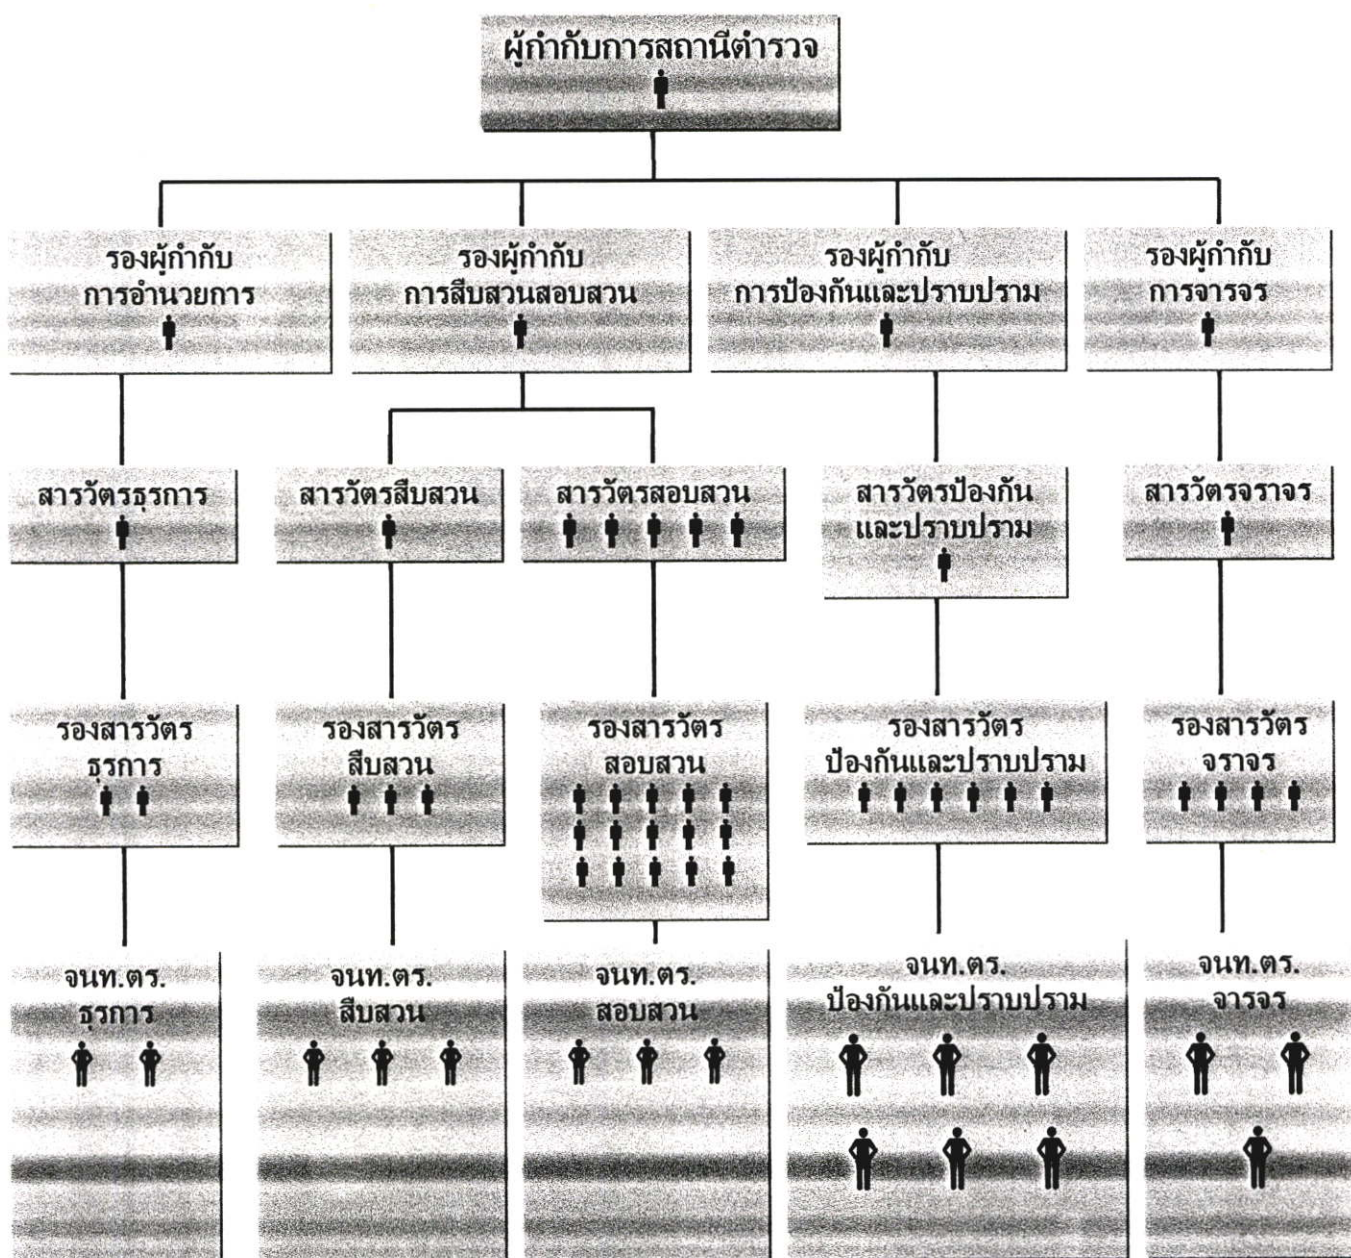 ผู้กำกับการสถานีตำรวจ
รองผู้กำกับ
การอำนวยการ
รองผู้กำกับ
การสืบสวนสอบสวน
รองผู้กำกับ
การป้องกันและปราบปราม
รองผู้กำกับ
การจารจร
สารวัตรธุรการ
สารวัตรสืบสวน
สารวัตรสอบสวน
สารวัตรป้องกัน
และปราบปราม
สารวัตรจราจร
รองสารวัตร
ธุรการ
รองสารวัตร
สืบสวน
รองสารวัตร
สอบสวน
รองสารวัตร
ป้องกันและปราบปราม
รองสารวัตร
จราจร
จนท.ตร.
ธุรการ
จนท.ตร.
สืบสวน
จนท.ตร.
สอบสวน
จนท.ตร.
ป้องกันและปราบปราม
จนท.ตร.
จารจร